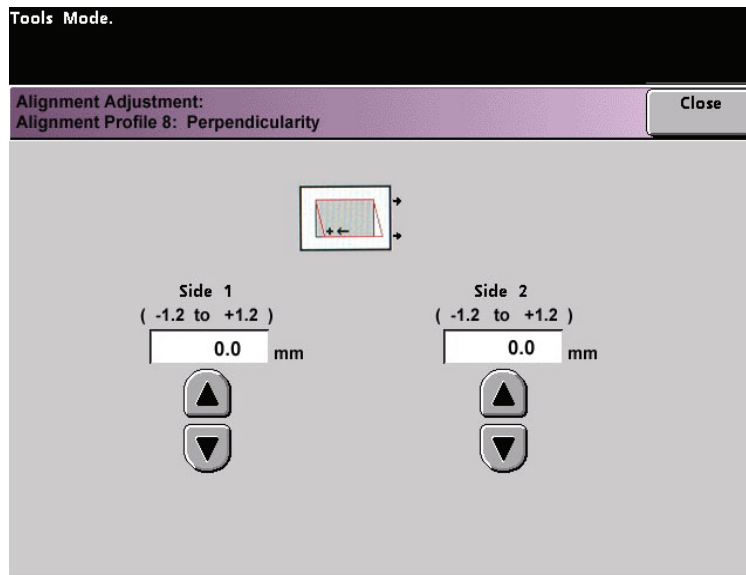 Tools Mode.
Alignment Adjustment:
Alignment Profile 8: Perpendicularity
Close
Side 1
( -1.2 to +1.2 )
0.0 mm
Side 2
( -1.2 to +1.2 )
0.0 mm